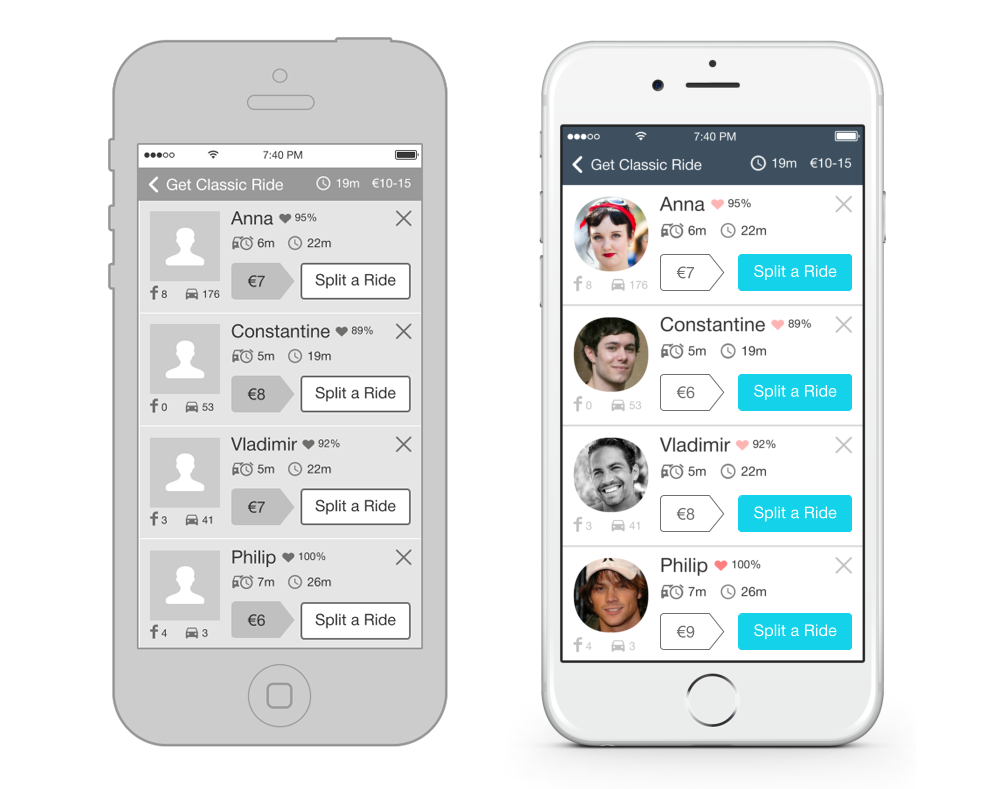 7:40 PM
Get Classic Ride 19m €10-15
Anna 95%
6m 22m
€7 Split a Ride
f 8 176
Constantine 89%
5m 19m
€8 Split a Ride
f 0 53
Vladimir 92%
5m 22m
€7 Split a Ride
f 3 41
Philip 100%
7m 26m
€6 Split a Ride
f 4 3
7:40 PM
Get Classic Ride 19m €10-15
Anna 95%
6m 22m
€7 Split a Ride
f 8 176
Constantine 89%
5m 19m
€6 Split a Ride
f 0 53
Vladimir 92%
5m 22m
€8 Split a Ride
f 3 41
Philip 100%
7m 26m
€9 Split a Ride
f 4 3